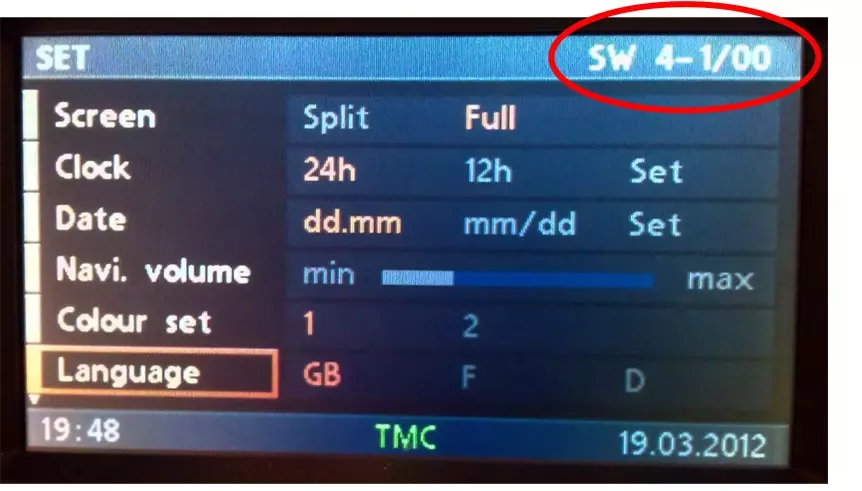 SET SW 4-1/00
Screen Split Full
Clock 24h 12h Set
Date dd.mm mm/dd Set
Navi. volume min max
Colour set 1 2
Language GB F D
19:48 TMC 19.03.2012